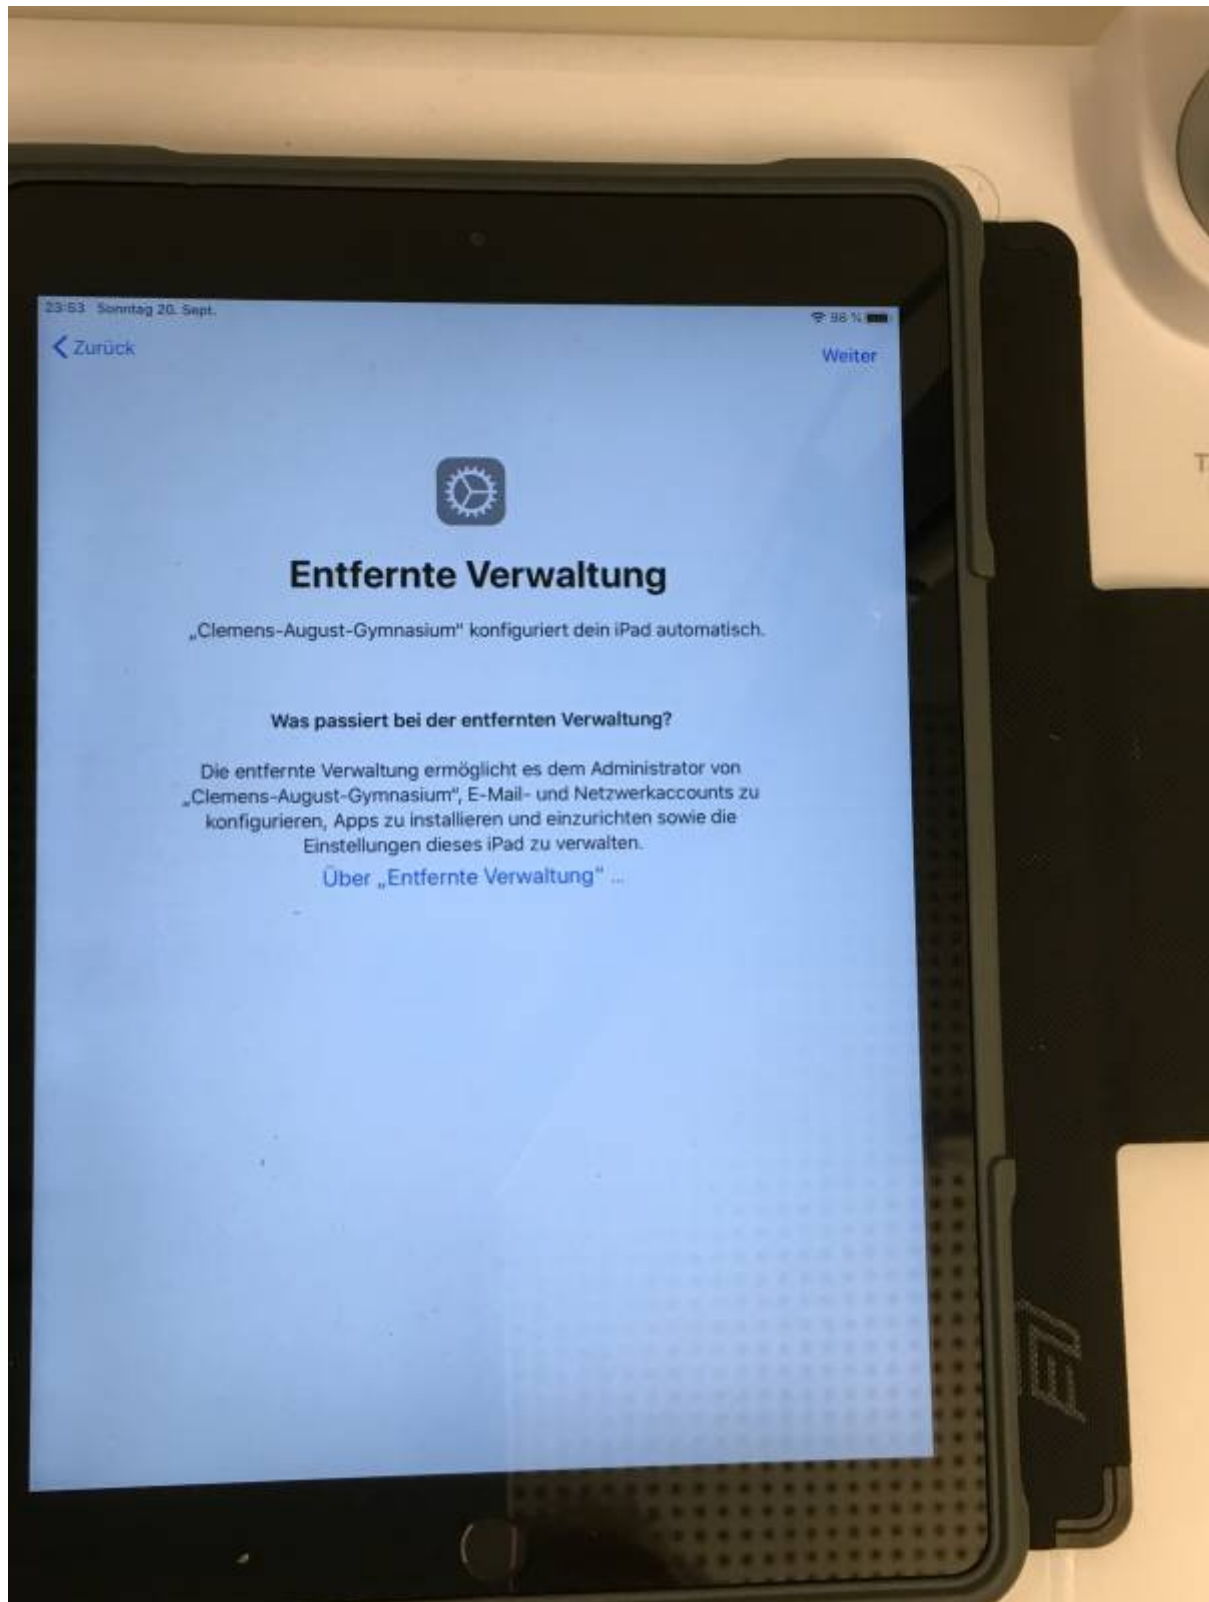 23:53 Sonntag 20. Sept.
98 %
Zurück
Weiter
Entfernte Verwaltung
„Clemens-August-Gymnasium" konfiguriert dein iPad automatisch.
Was passiert bei der entfernten Verwaltung?
Die entfernte Verwaltung ermöglicht es dem Administrator von
„Clemens-August-Gymnasium", E-Mail- und Netzwerkaccounts zu
konfigurieren, Apps zu installieren und einzurichten sowie die
Einstellungen dieses iPad zu verwalten.
Über „Entfernte Verwaltung" ...